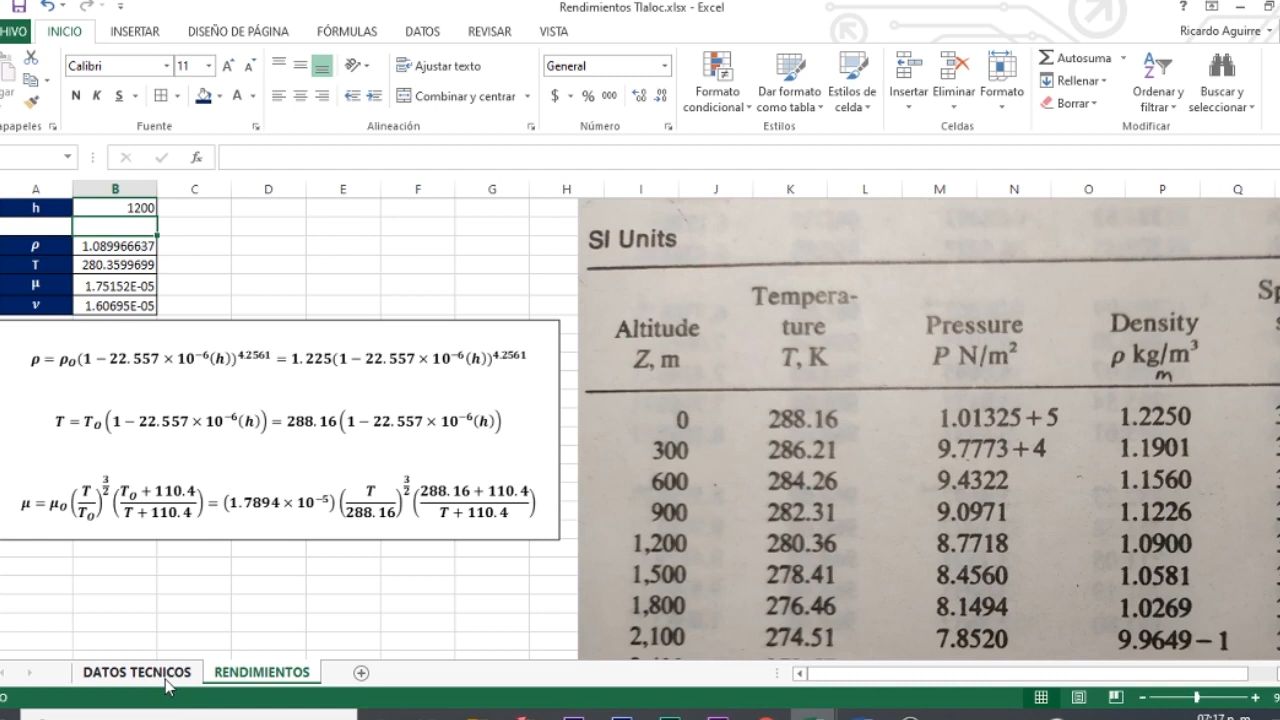 Rendimientos Tlaloc.xlsx - Excel
HIVO INICIO INSERTAR DISEÑO DE PÁGINA FÓRMULAS DATOS REVISAR VISTA Ricardo Aguirre
Calibri 11 Ajustar texto General Autosuma
gar N K S Combinar y centrar $ % 000 Formato condicional Dar formato como tabla Estilos de celda Insertar Eliminar Formato Rellenar Borrar Ordenar y filtrar Buscar y seleccionar
apapeles Fuente Alineación Número Estilos Celdas Modificar
fx
A B C D E F G H I J K L M N O P Q
h 1200
ρ 1.089966637
T 280.3599699
μ 1.75152E-05
ν 1.60695E-05
ρ = ρ₀(1 − 22.557 × 10⁻⁶(h))^4.2561 = 1.225(1 − 22.557 × 10⁻⁶(h))^4.2561
T = T₀(1 − 22.557 × 10⁻⁶(h)) = 288.16(1 − 22.557 × 10⁻⁶(h))
μ = μ₀(T/T₀)^(3/2)((T₀ + 110.4)/(T + 110.4)) = (1.7894 × 10⁻⁵)(T/288.16)^(3/2)((288.16 + 110.4)/(T + 110.4))
SI Units
Altitude Z, m Tempera-ture T, K Pressure P N/m² Density ρ kg/m³ Sp
m
0 288.16 1.01325+5 1.2250
300 286.21 9.7773+4 1.1901
600 284.26 9.4322 1.1560
900 282.31 9.0971 1.1226
1,200 280.36 8.7718 1.0900
1,500 278.41 8.4560 1.0581
1,800 276.46 8.1494 1.0269
2,100 274.51 7.8520 9.9649−1
DATOS TECNICOS RENDIMIENTOS
07:17 p. m.